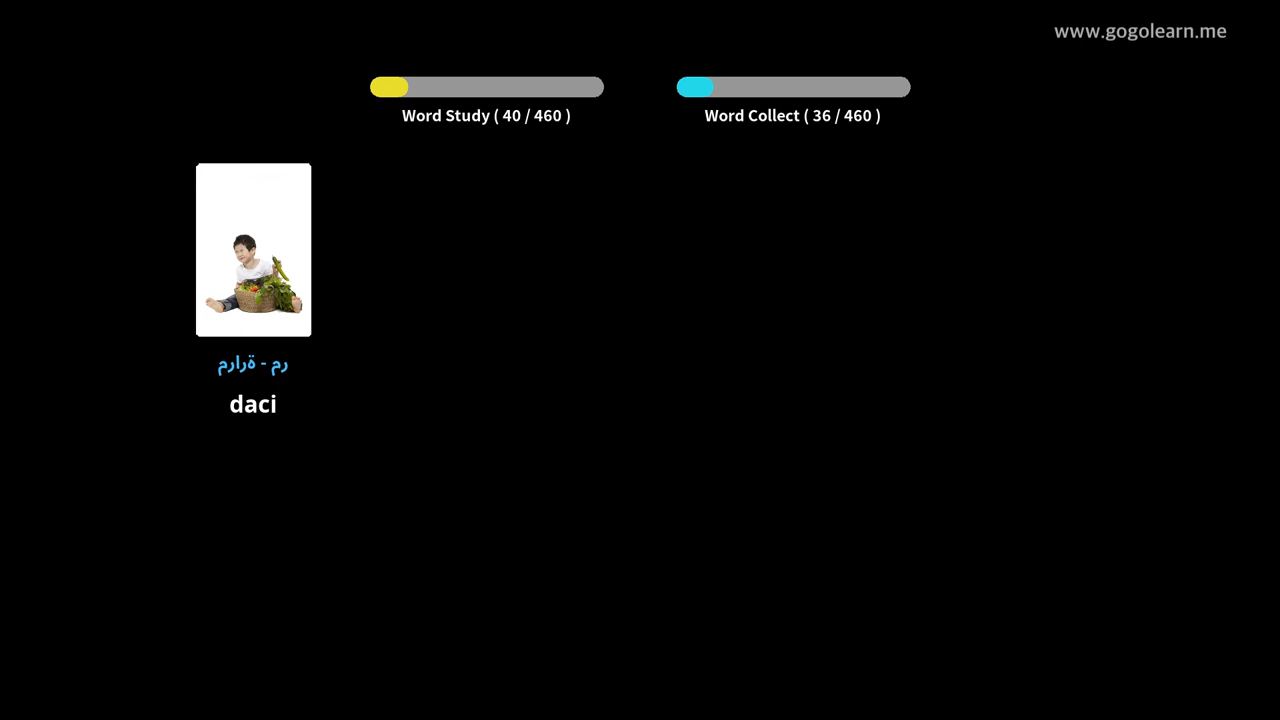 www.gogolearn.me
Word Study ( 40 / 460 )
Word Collect ( 36 / 460 )
رم - ةرارم
daci